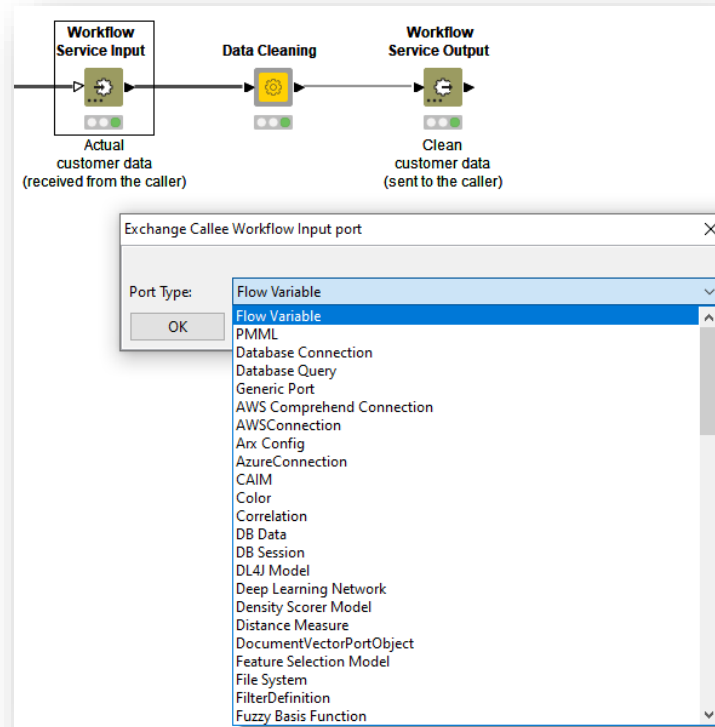 Workflow
Service Input
Data Cleaning
Workflow
Service Output
Actual
customer data
(received from the caller)
Clean
customer data
(sent to the caller)
Exchange Callee Workflow Input port
Port Type:
Flow Variable
OK
Flow Variable
PMML
Database Connection
Database Query
Generic Port
AWS Comprehend Connection
AWSConnection
Arx Config
AzureConnection
CAIM
Color
Correlation
DB Data
DB Session
DL4J Model
Deep Learning Network
Density Scorer Model
Distance Measure
DocumentVectorPortObject
Feature Selection Model
File System
FilterDefinition
Fuzzy Basis Function